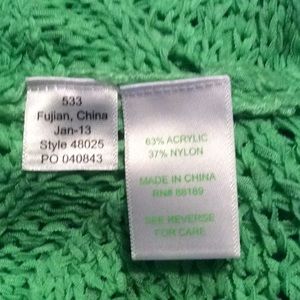 533
Fujian, China
Jan-13
Style 48025
PO 040843
63% ACRYLIC
37% NYLON
MADE IN CHINA
RN# 88189
SEE REVERSE
FOR CARE